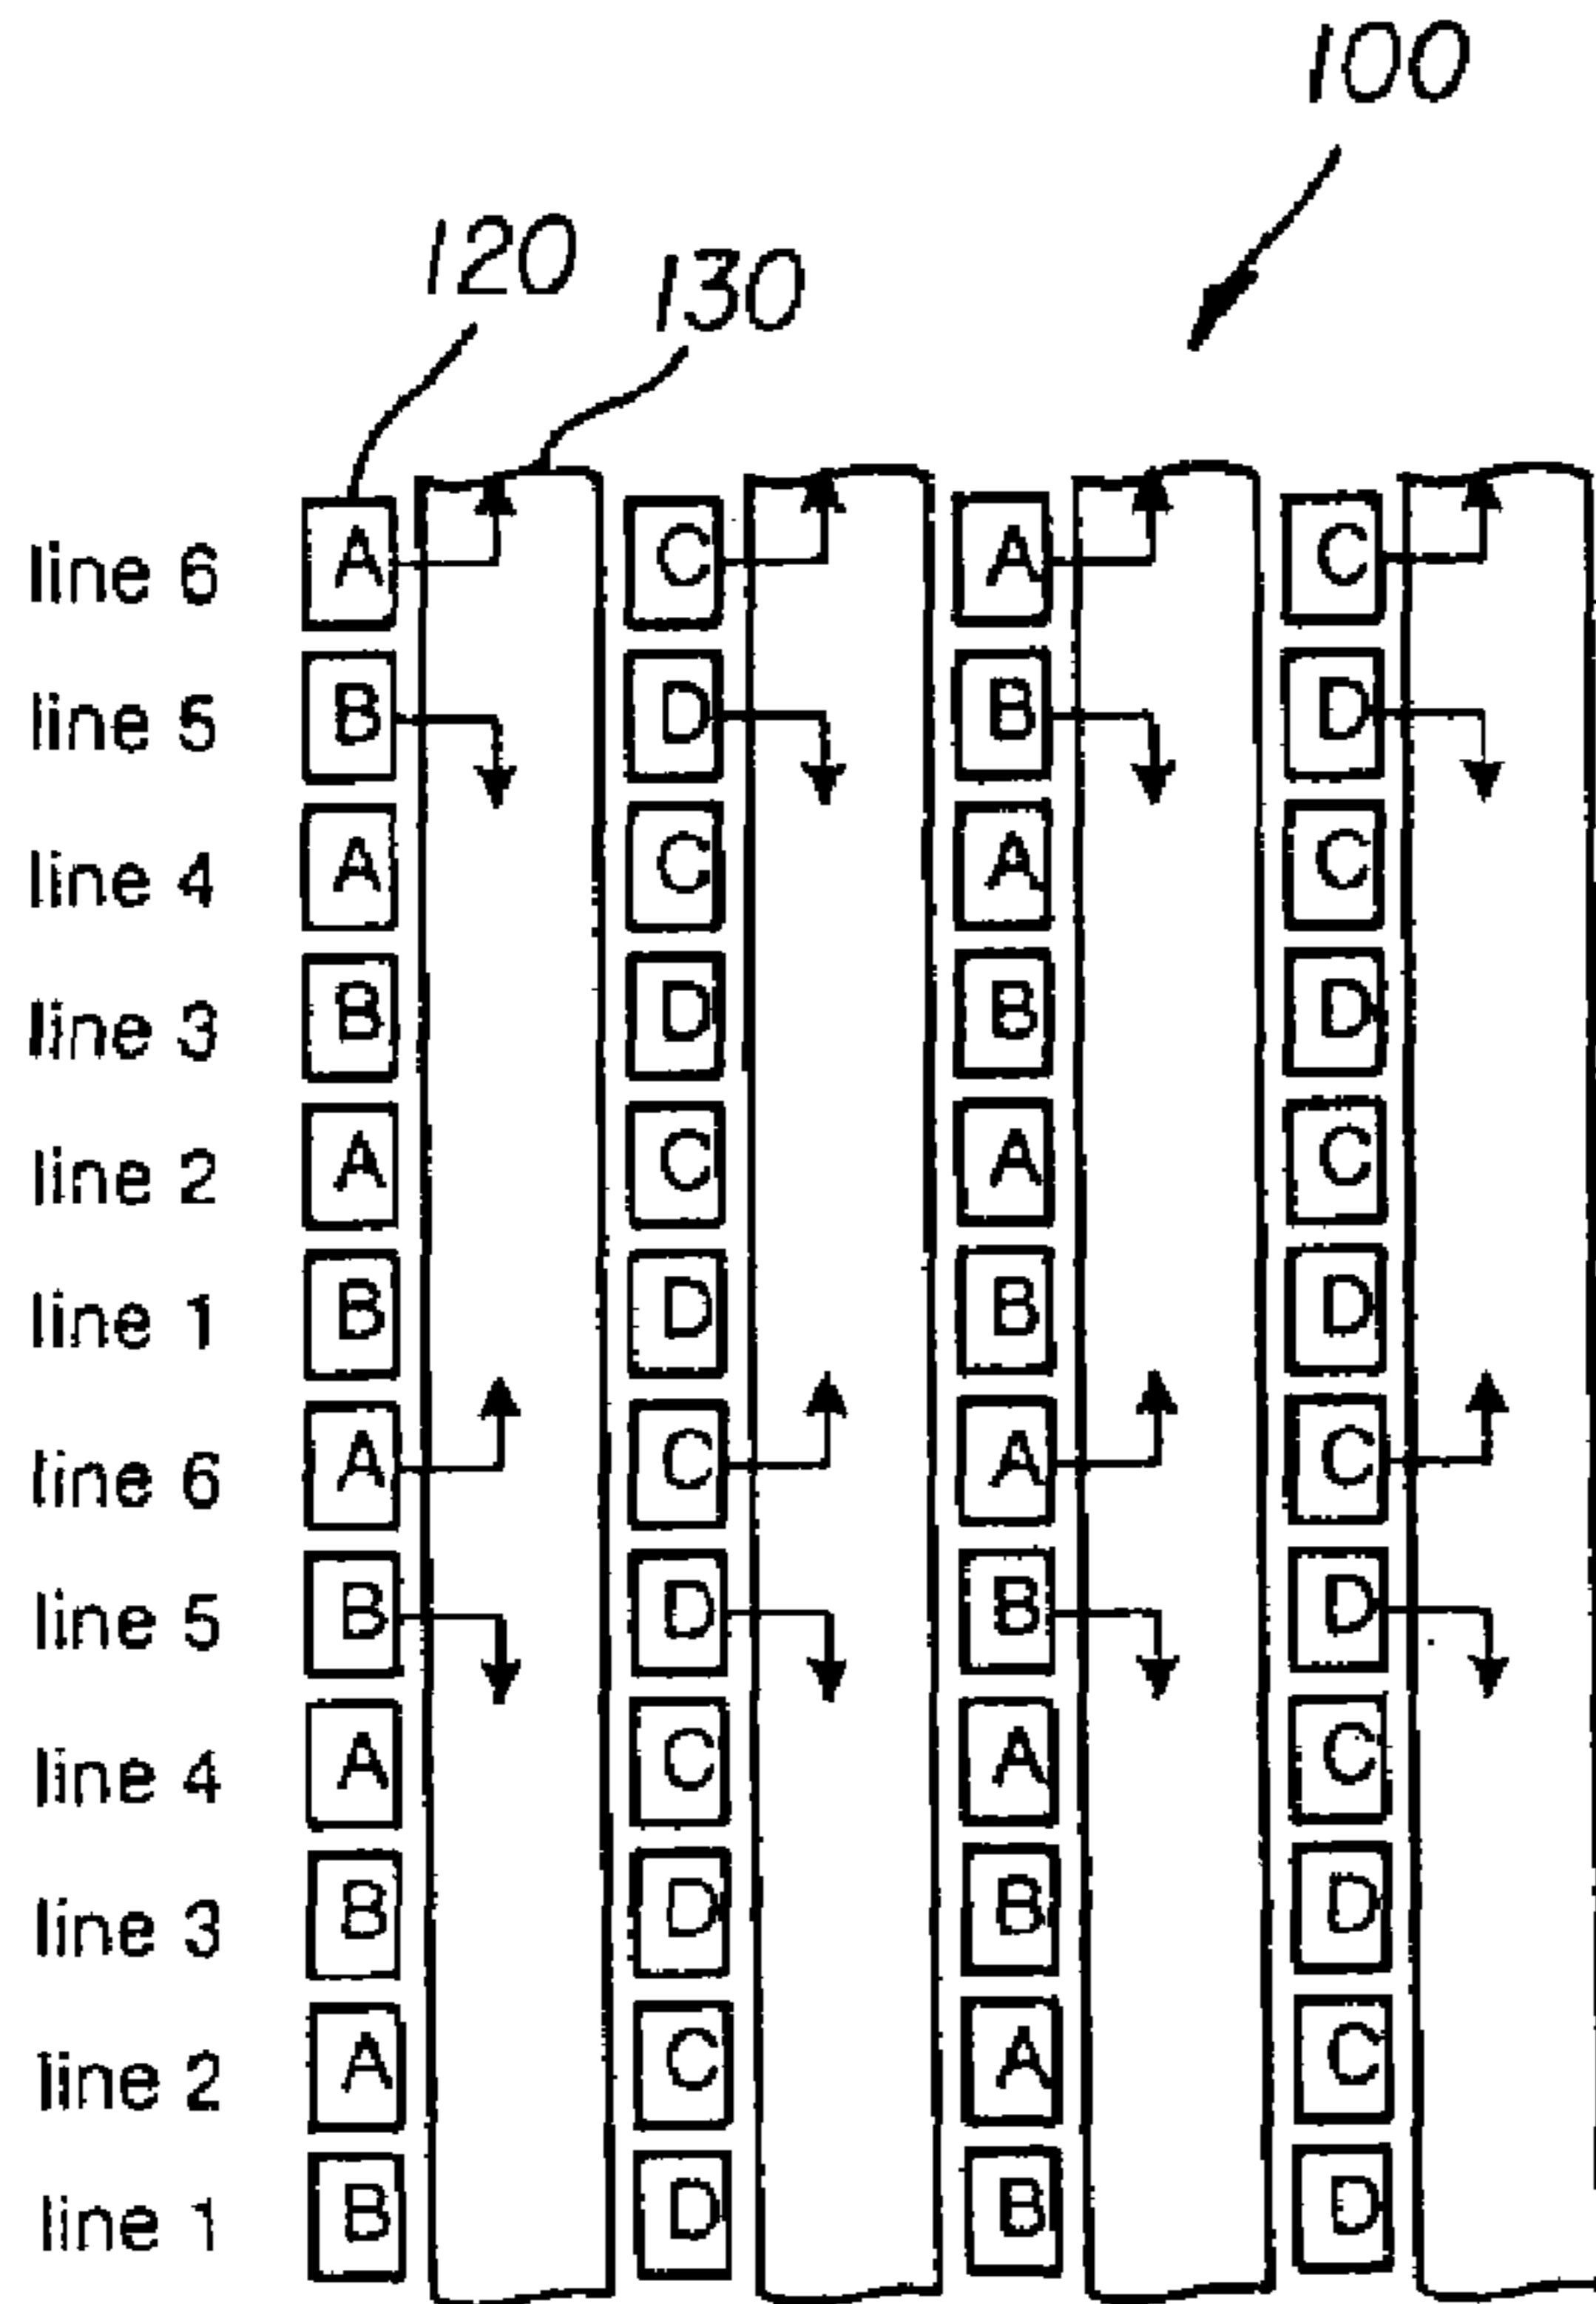 100
120
130
line 6 A C A C
line 5 B D B D
line 4 A C A C
line 3 B D B D
line 2 A C A C
line 1 B D B D
line 6 A C A C
line 5 B D B D
line 4 A C A C
line 3 B D B D
line 2 A C A C
line 1 B D B D